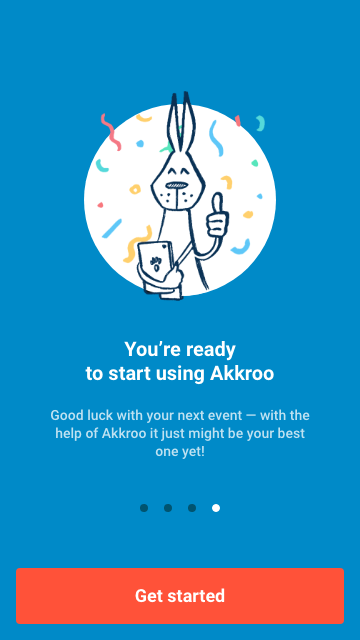 You’re ready
to start using Akkroo
Good luck with your next event — with the
help of Akkroo it just might be your best
one yet!
Get started